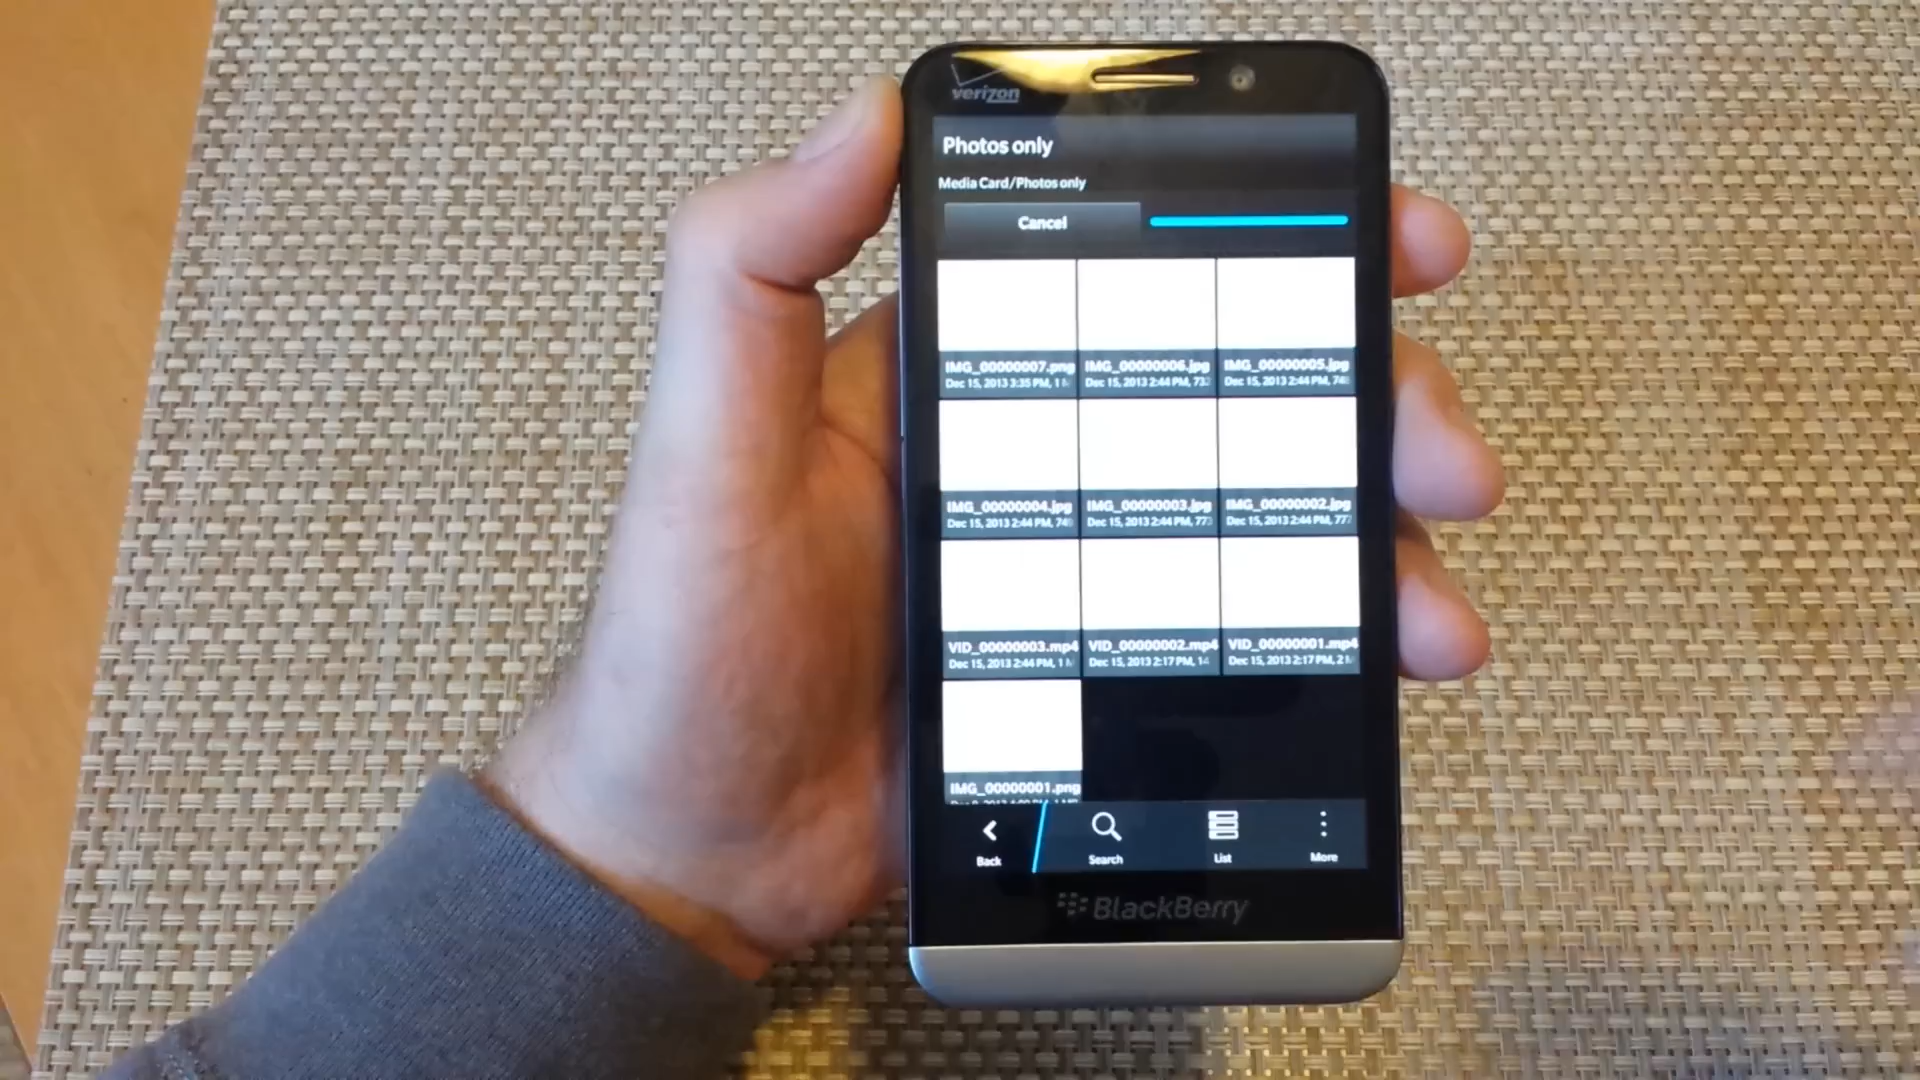 verizon
Photos only
Media Card/Photos only
Cancel
IMG_00000007.png IMG_00000006.jpg IMG_00000005.jpg
Dec 15, 2013 3:35 PM, 1 Dec 15, 2013 2:44 PM, 73 Dec 15, 2013 2:44 PM, 74
IMG_00000004.jpg IMG_00000003.jpg IMG_00000002.jpg
Dec 15, 2013 2:44 PM, 74 Dec 15, 2013 2:44 PM, 77 Dec 15, 2013 2:44 PM, 77
VID_00000003.mp4 VID_00000002.mp4 VID_00000001.mp4
Dec 15, 2013 2:44 PM, 1 Dec 15, 2013 2:17 PM, 14 Dec 15, 2013 2:17 PM, 2
IMG_00000001.png
Back Search List More
BlackBerry